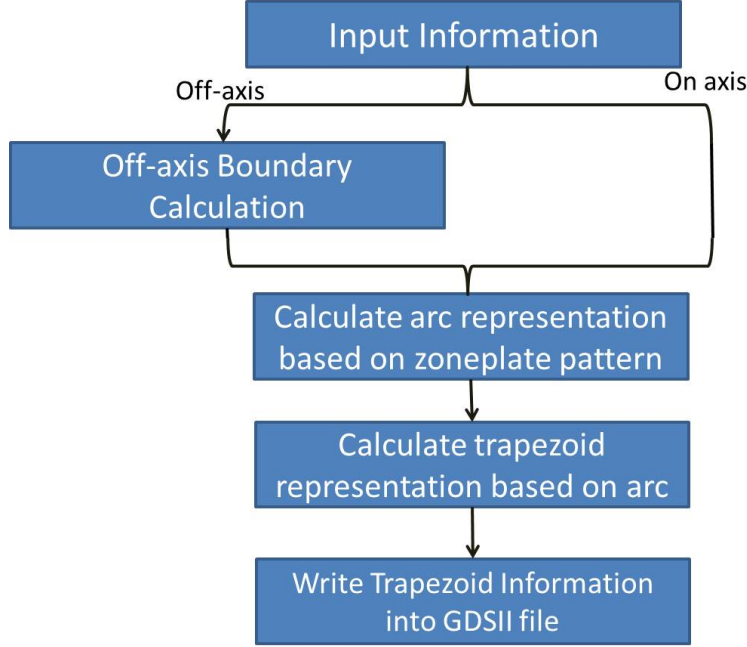 Input Information
Off-axis
On axis
Off-axis Boundary
Calculation
Calculate arc representation
based on zoneplate pattern
Calculate trapezoid
representation based on arc
Write Trapezoid Information
into GDSII file